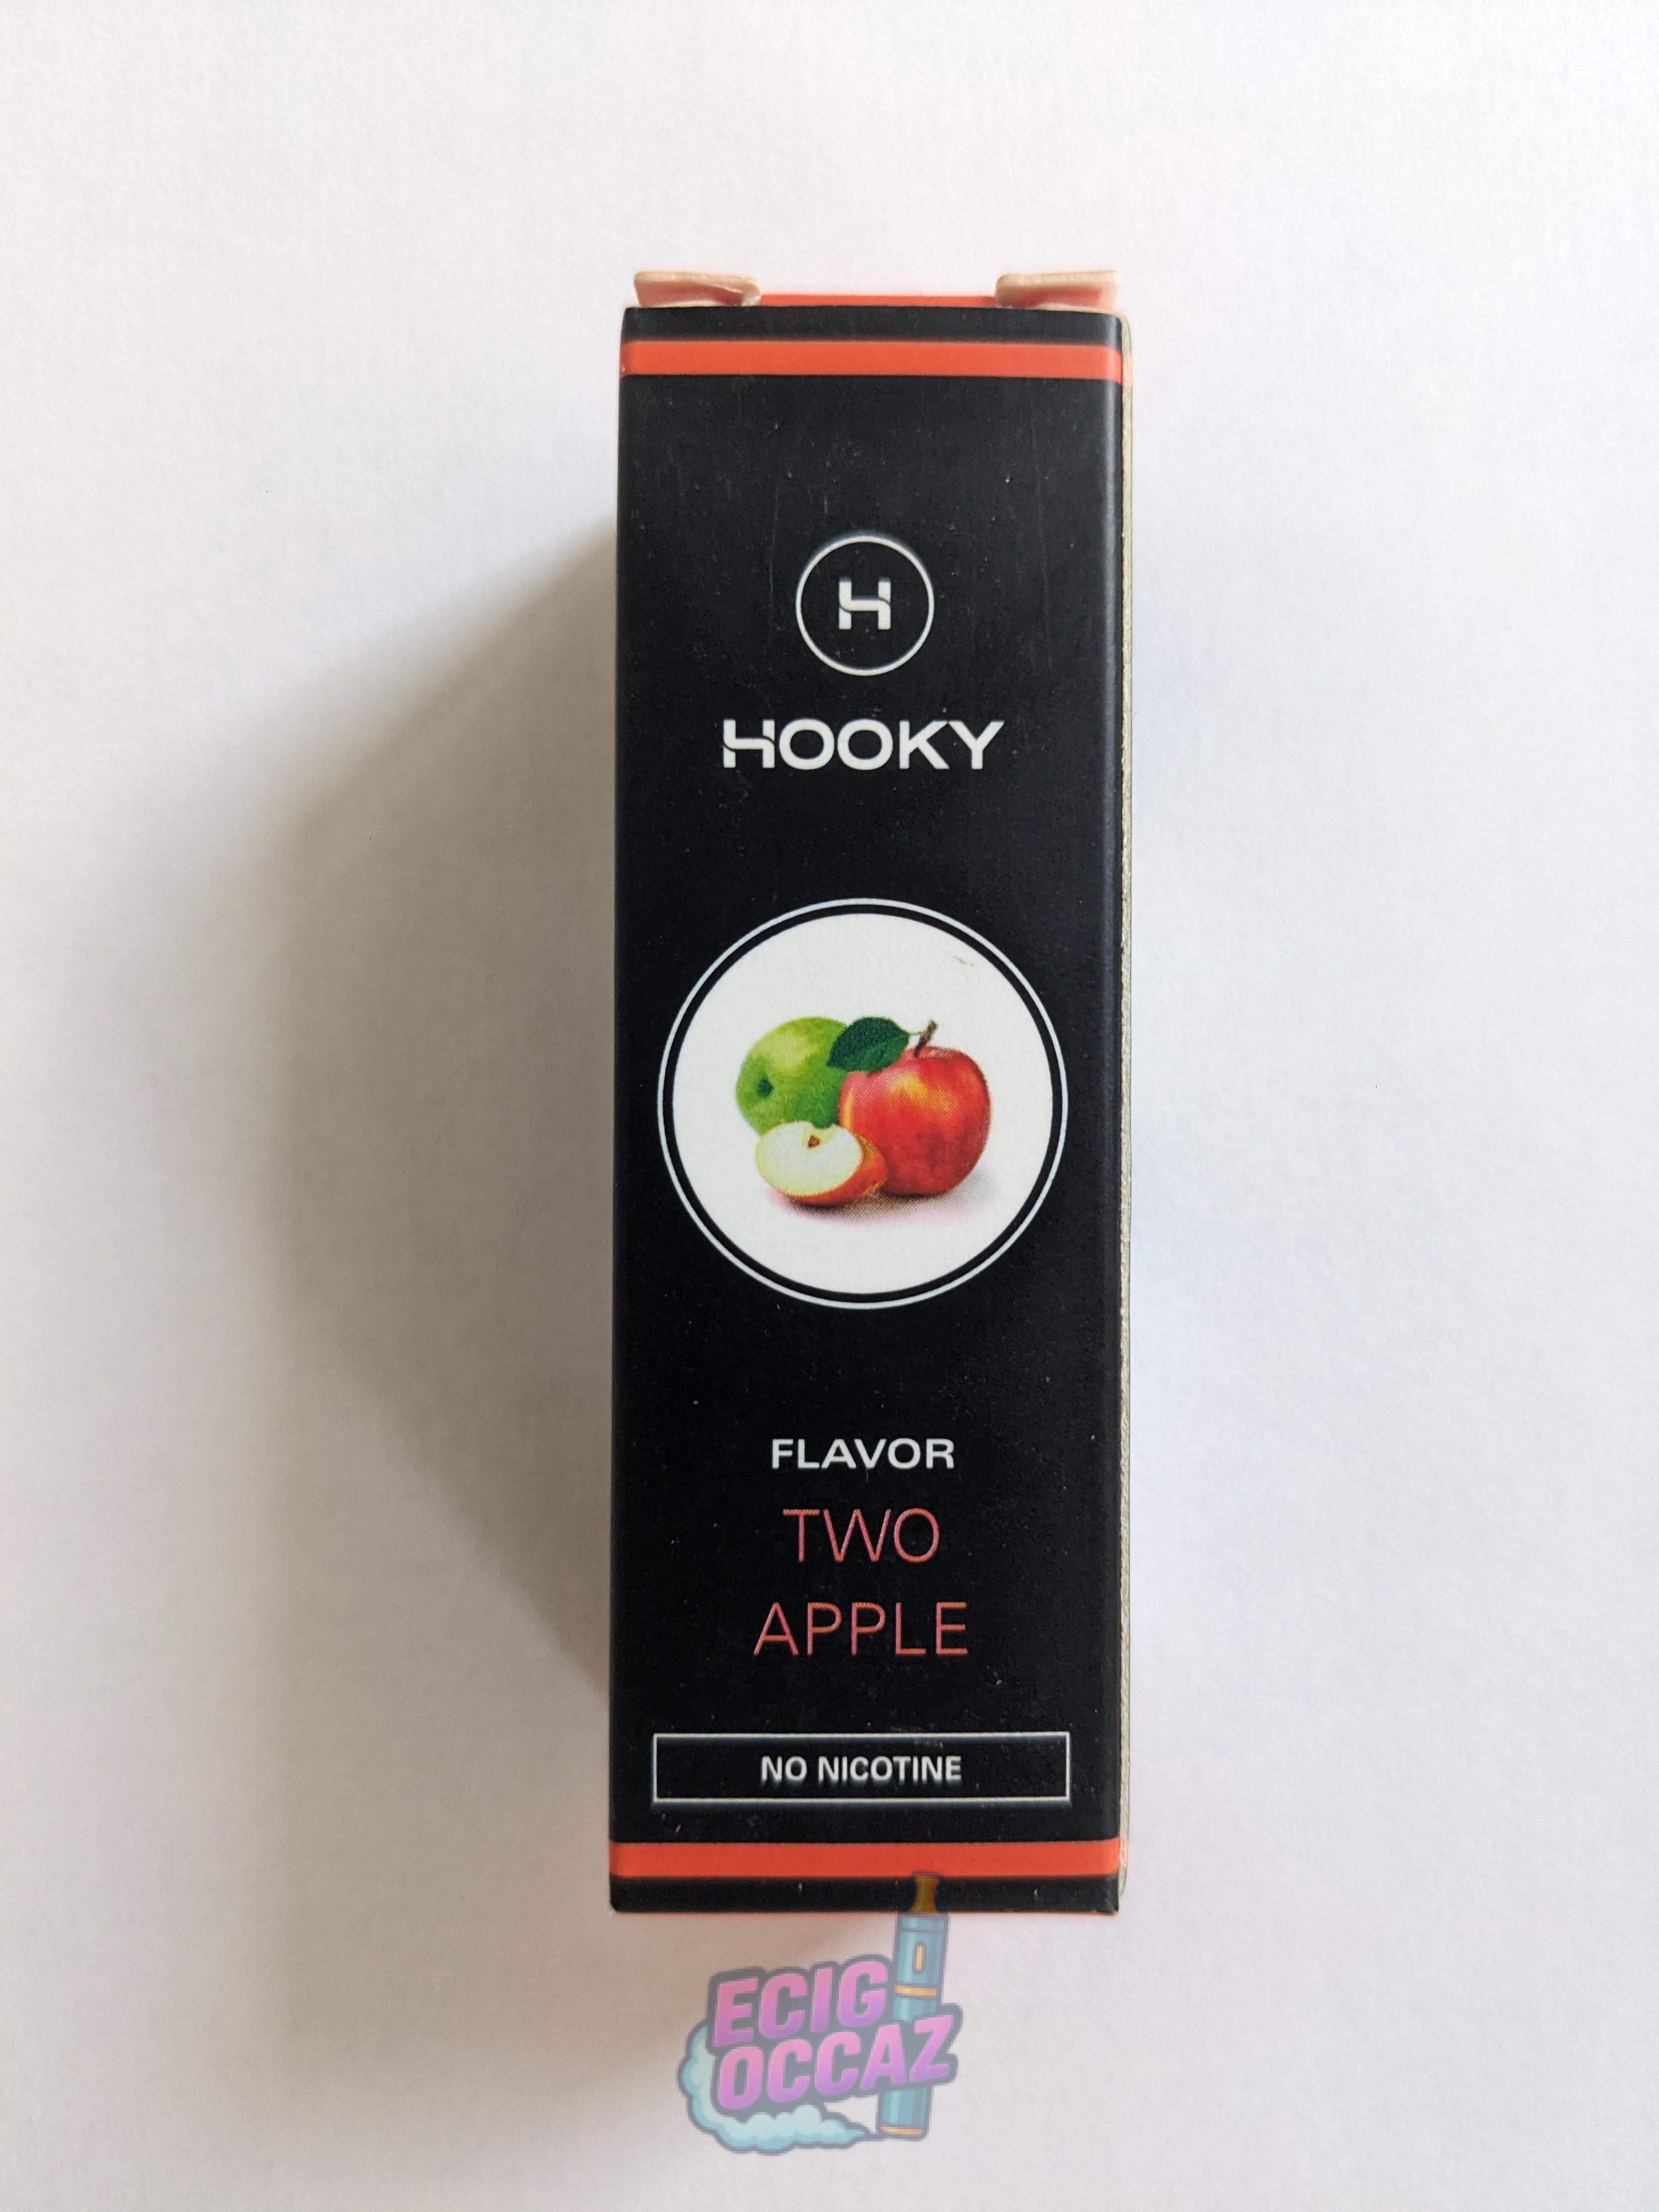 H
HOOKY
FLAVOR
TWO
APPLE
NO NICOTINE
ECIG
OCCAZ